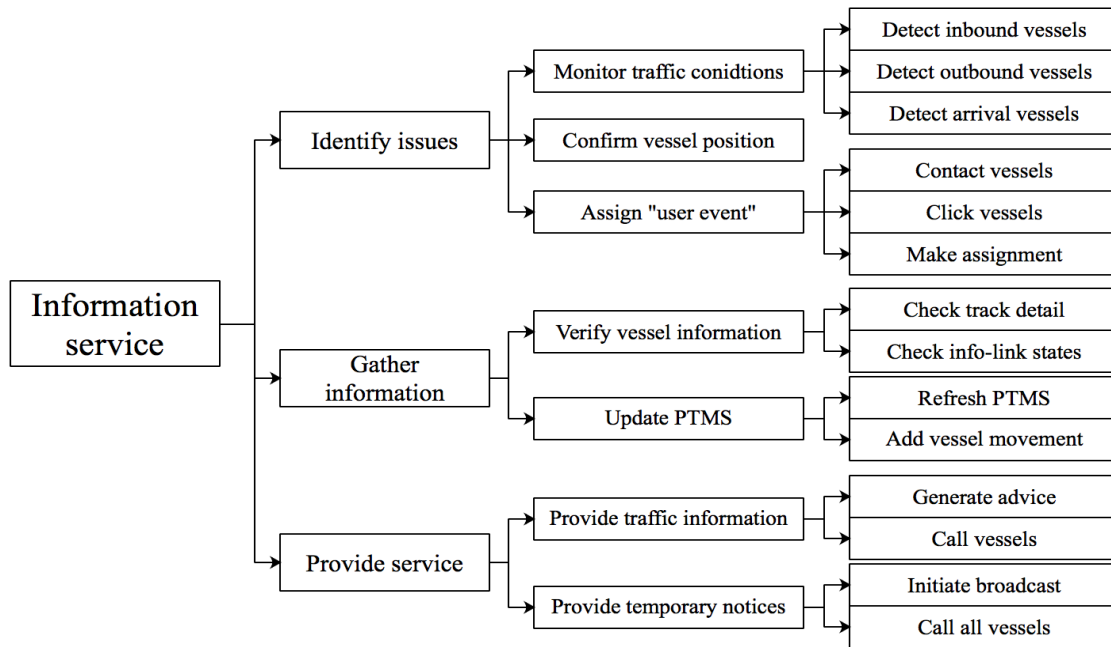 Information
service
Identify issues
Monitor traffic conidtions
Detect inbound vessels
Detect outbound vessels
Detect arrival vessels
Confirm vessel position
Assign "user event"
Contact vessels
Click vessels
Make assignment
Gather
information
Verify vessel information
Check track detail
Check info-link states
Update PTMS
Refresh PTMS
Add vessel movement
Provide service
Provide traffic information
Generate advice
Call vessels
Provide temporary notices
Initiate broadcast
Call all vessels